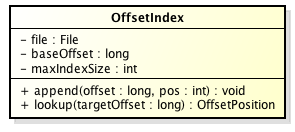 OffsetIndex
- file : File
- baseOffset : long
- maxIndexSize : int
+ append(offset : long, pos : int) : void
+ lookup(targetOffset : long) : OffsetPosition